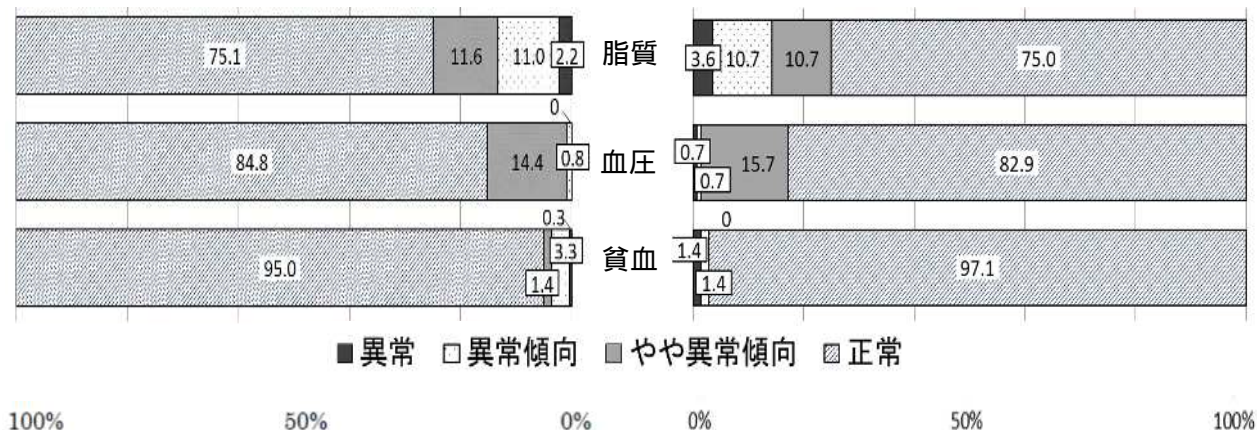 75.1 11.6 11.0 2.2 脂質 3.6 10.7 10.7 75.0
0
84.8 14.4 0.8 血圧 0.7 0.7 15.7 82.9
0.3 0
95.0 1.4 3.3 貧血 1.4 1.4 97.1
■異常 異常傾向 やや異常傾向 正常
100% 50% 0% 0% 50% 100%